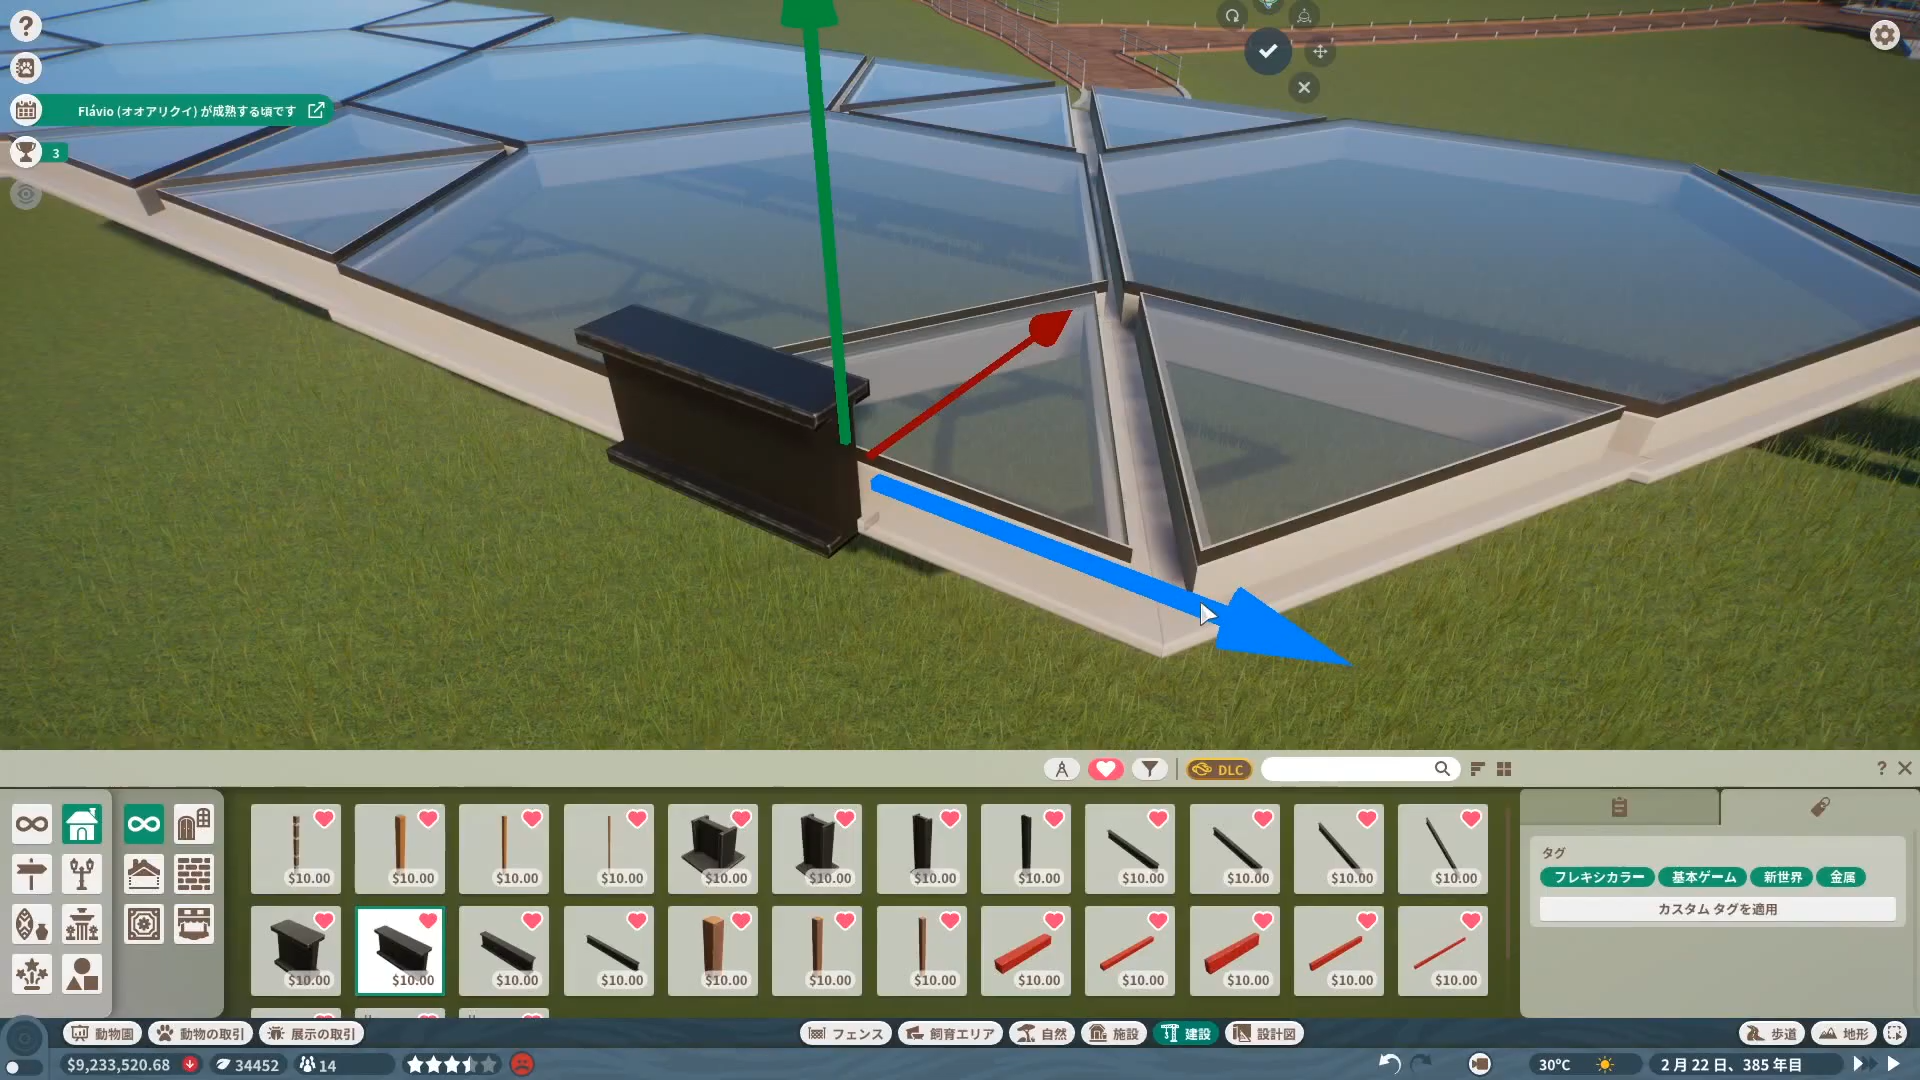 Flávio (オオアリクイ) が成熟する頃です
3
DLC
$10.00 $10.00 $10.00 $10.00 $10.00 $10.00 $10.00 $10.00 $10.00 $10.00 $10.00 $10.00
$10.00 $10.00 $10.00 $10.00 $10.00 $10.00 $10.00 $10.00 $10.00 $10.00 $10.00 $10.00
タグ
フレキシカラー 基本ゲーム 新世界 金属
カスタム タグを適用
動物園 動物の取引 展示の取引 フェンス 飼育エリア 自然 施設 建設 設計図 歩道 地形
$9,233,520.68 34452 14 30°C 2 月 22 日、385 年目